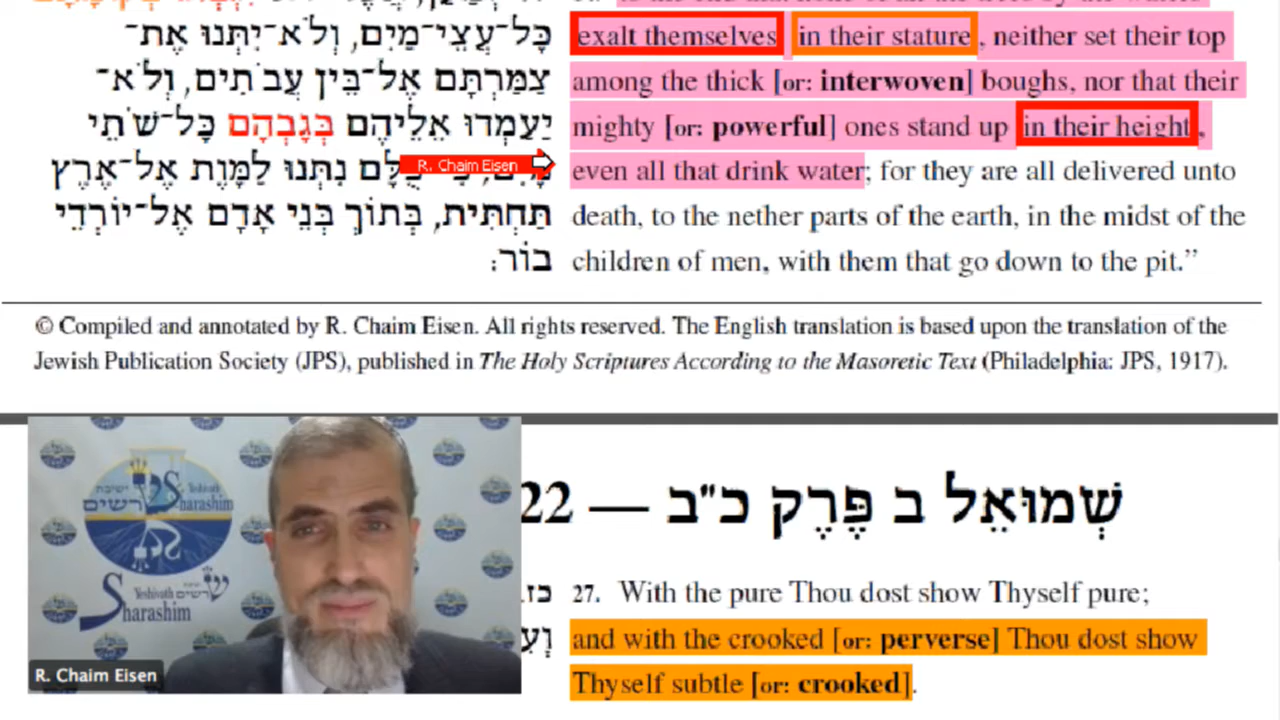 exalt themselves in their stature, neither set their top
among the thick [or: interwoven] boughs, nor that their
mighty [or: powerful] ones stand up in their height,
even all that drink water; for they are all delivered unto
death, to the nether parts of the earth, in the midst of the
children of men, with them that go down to the pit.”
כָּל־עֲצֵי־מַיִם, וְלֹא־יִתְּנוּ אֶת־
צַמַּרְתָּם אֶל־בֵּין עֲבֹתִים, וְלֹא־
יַעַמְדוּ אֵלֵיהֶם בְּגָבְהָם כָּל־שֹׁתֵי
נִתְּנוּ לַמָּוֶת אֶל־אֶרֶץ
תַּחְתִּית, בְּתוֹךְ בְּנֵי אָדָם אֶל־יוֹרְדֵי
בוֹר:
R. Chaim Eisen
© Compiled and annotated by R. Chaim Eisen. All rights reserved. The English translation is based upon the translation of the
Jewish Publication Society (JPS), published in The Holy Scriptures According to the Masoretic Text (Philadelphia: JPS, 1917).
שְׁמוּאֵל ב פֶּרֶק כ"ב — 22
27. With the pure Thou dost show Thyself pure;
and with the crooked [or: perverse] Thou dost show
Thyself subtle [or: crooked].
כז.
ישיבת
שרשים
Yeshivath
Sharashim
Yeshivath ישיבת שרשים
Sharashim
R. Chaim Eisen